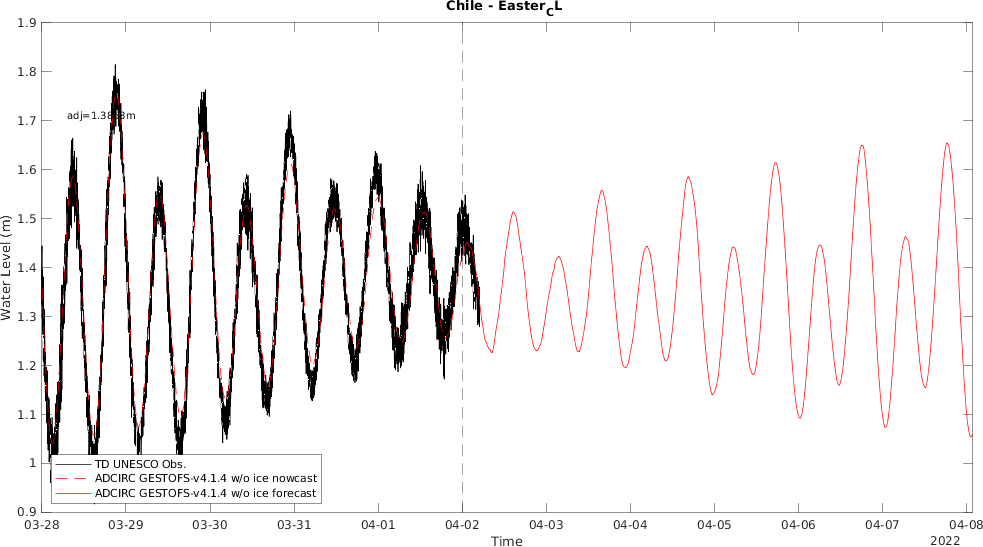 Chile - Easter_CL
1.9
1.8
1.7
1.6
1.5
1.4
1.3
1.2
1.1
1
0.9
Water Level (m)
TD UNESCO Obs.
ADCIRC GESTOFS-v4.1.4 w/o ice nowcast
ADCIRC GESTOFS-v4.1.4 w/o ice forecast
03-28 03-29 03-30 03-31 04-01 04-02 04-03 04-04 04-05 04-06 04-07 04-08
Time
2022